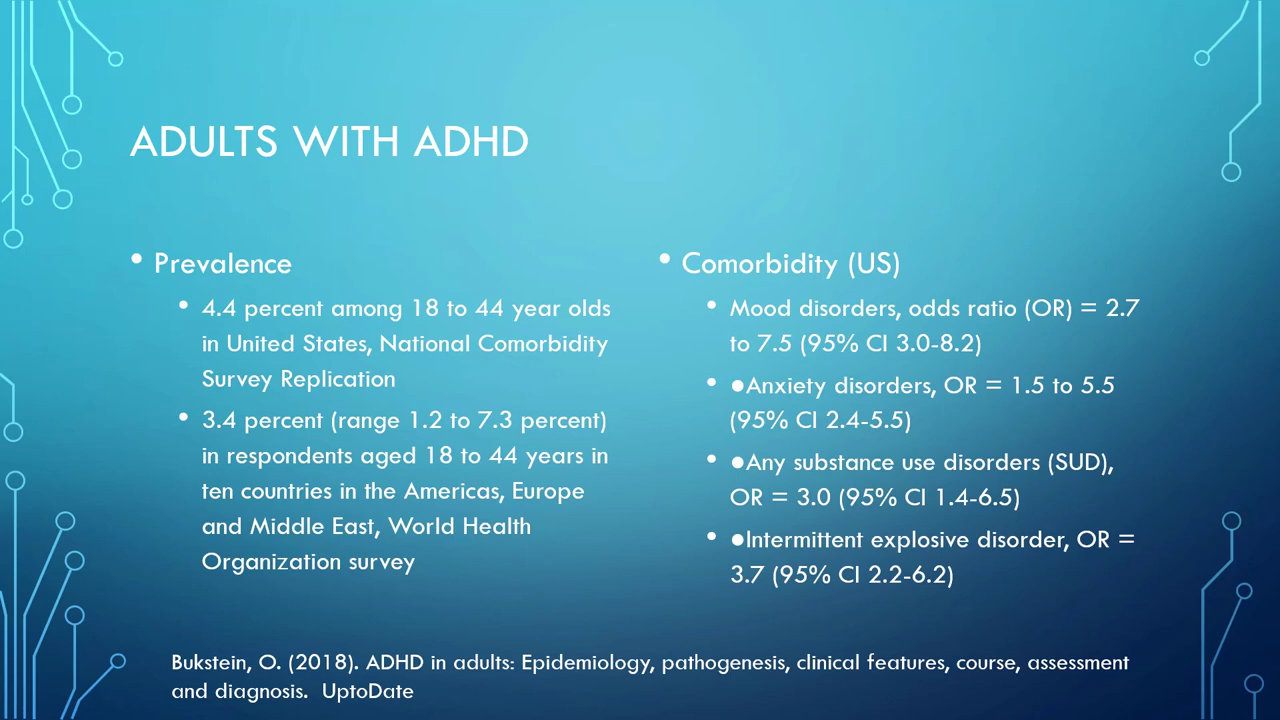 ADULTS WITH ADHD
• Prevalence
• 4.4 percent among 18 to 44 year olds
in United States, National Comorbidity
Survey Replication
• 3.4 percent (range 1.2 to 7.3 percent)
in respondents aged 18 to 44 years in
ten countries in the Americas, Europe
and Middle East, World Health
Organization survey
• Comorbidity (US)
• Mood disorders, odds ratio (OR) = 2.7
to 7.5 (95% CI 3.0-8.2)
• ●Anxiety disorders, OR = 1.5 to 5.5
(95% CI 2.4-5.5)
• ●Any substance use disorders (SUD),
OR = 3.0 (95% CI 1.4-6.5)
• ●Intermittent explosive disorder, OR =
3.7 (95% CI 2.2-6.2)
Bukstein, O. (2018). ADHD in adults: Epidemiology, pathogenesis, clinical features, course, assessment
and diagnosis.  UptoDate